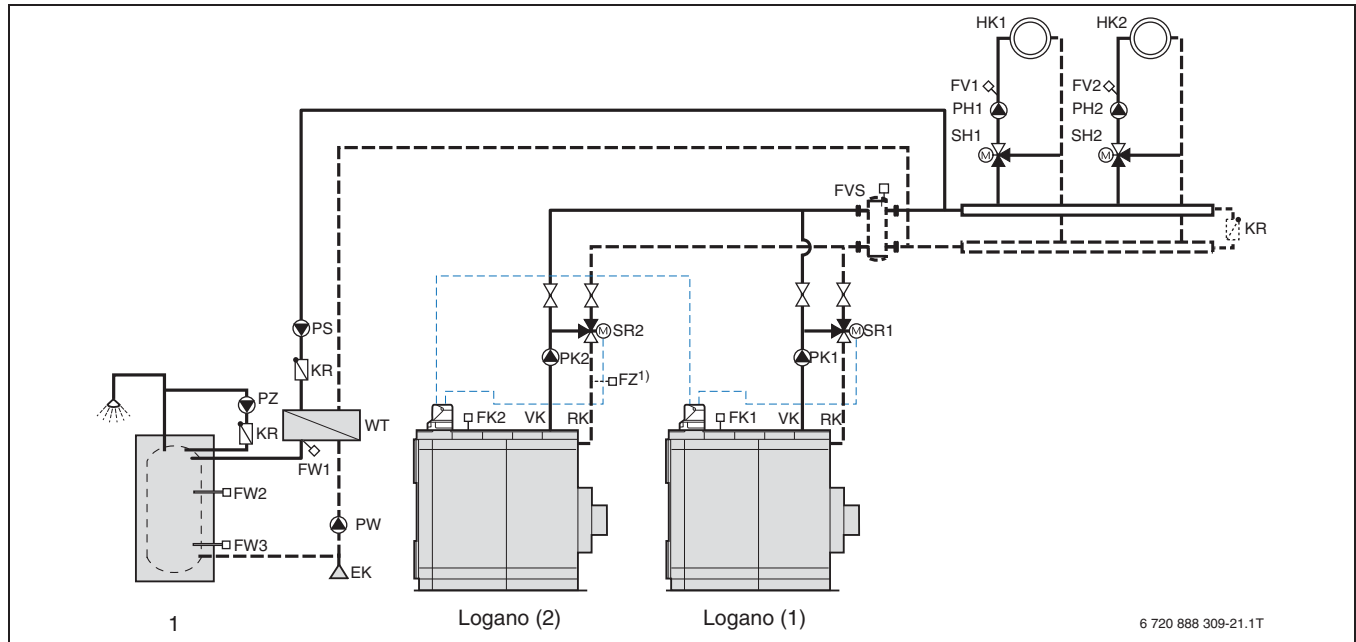 HK1
HK2
FV1
FV2
PH1
PH2
SH1
SH2
M
M
FVS
KR
PS
M
SR2
M
SR1
PK2
PK1
KR
FZ1)
PZ
WT
FK2
VK
RK
FK1
VK
RK
KR
FW1
FW2
PW
FW3
EK
1
Logano (2)
Logano (1)
6 720 888 309-21.1T